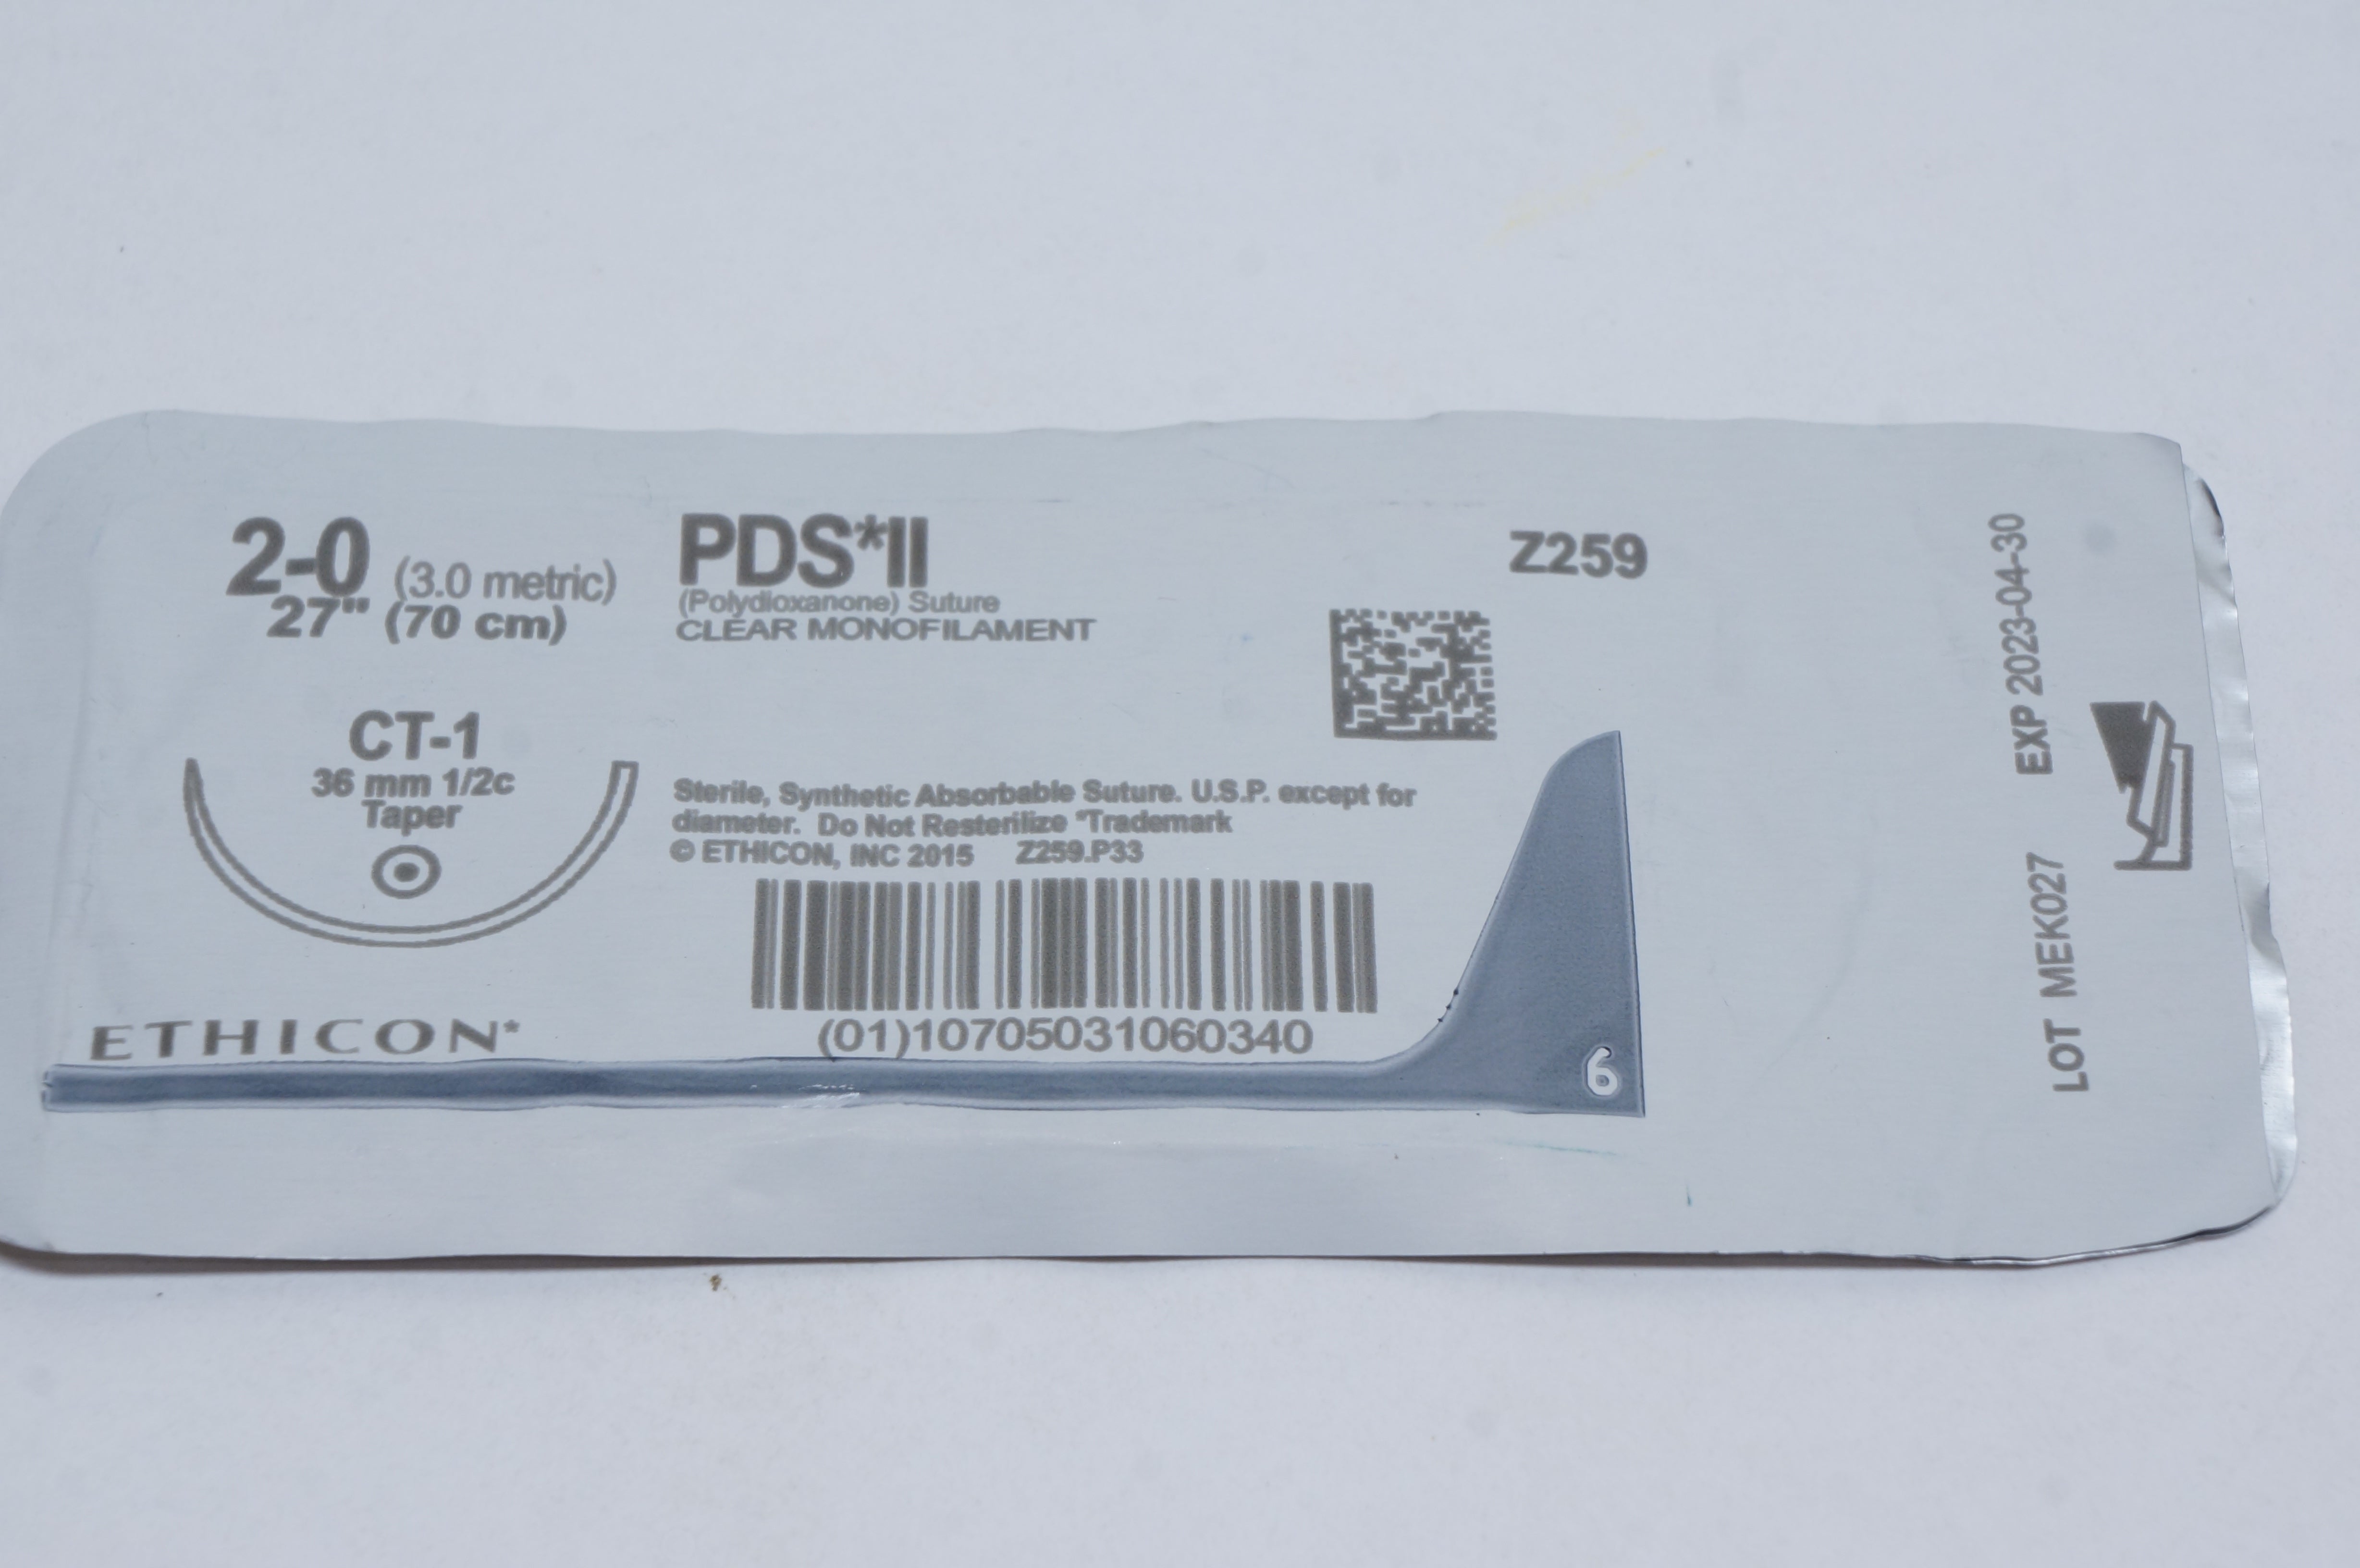 2-0 (3.0 metric)
27" (70 cm)
PDS*II
(Polydioxanone) Suture
CLEAR MONOFILAMENT
Z259
CT-1
36 mm 1/2c
Taper
Sterile, Synthetic Absorbable Suture. U.S.P. except for
diameter. Do Not Resterilize *Trademark
© ETHICON, INC 2015 Z259.P33
(01)10705031060340
ETHICON*
6
LOT MEK027 EXP 2023-04-30